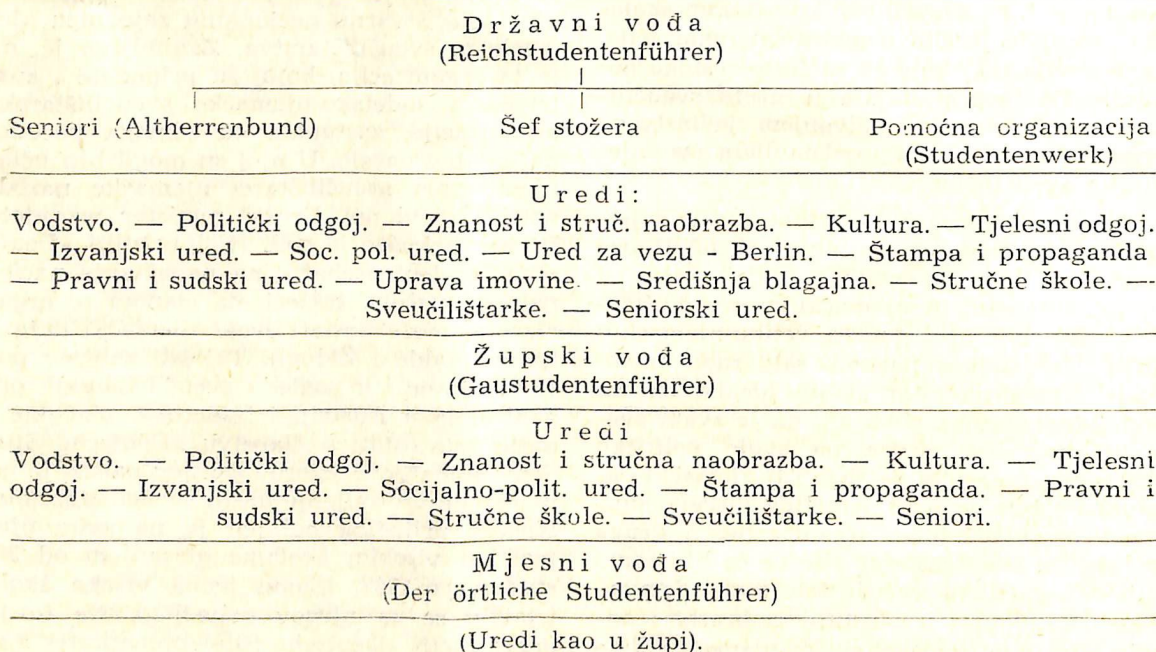 Državni vođa
(Reichstudentenführer)
Seniori (Altherrenbund) Šef stožera Pomoćna organizacija
(Studentenwerk)
Uredi:
Vodstvo. — Politički odgoj. — Znanost i struč. naobrazba. — Kultura. — Tjelesni odgoj.
— Izvanjski ured. — Soc. pol. ured. — Ured za vezu - Berlin. — Štampa i propaganda
— Pravni i sudski ured. — Uprava imovine. — Središnja blagajna. — Stručne škole. —
Sveučilištarke. — Seniorski ured.
Župski vođa
(Gaustudentenführer)
Uredi
Vodstvo. — Politički odgoj. — Znanost i stručna naobrazba. — Kultura. — Tjelesni
odgoj. — Izvanjski ured. — Socijalno-polit. ured. — Štampa i propaganda. — Pravni i
sudski ured. — Stručne škole. — Sveučilištarke. — Seniori.
Mjesni vođa
(Der örtliche Studentenführer)
(Uredi kao u župi).